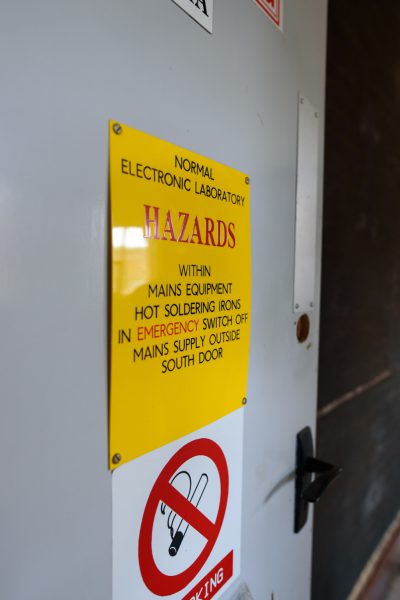 NORMAL
ELECTRONIC LABORATORY
HAZARDS
WITHIN
MAINS EQUIPMENT
HOT SOLDERING IRONS
IN EMERGENCY SWITCH OFF
MAINS SUPPLY OUTSIDE
SOUTH DOOR